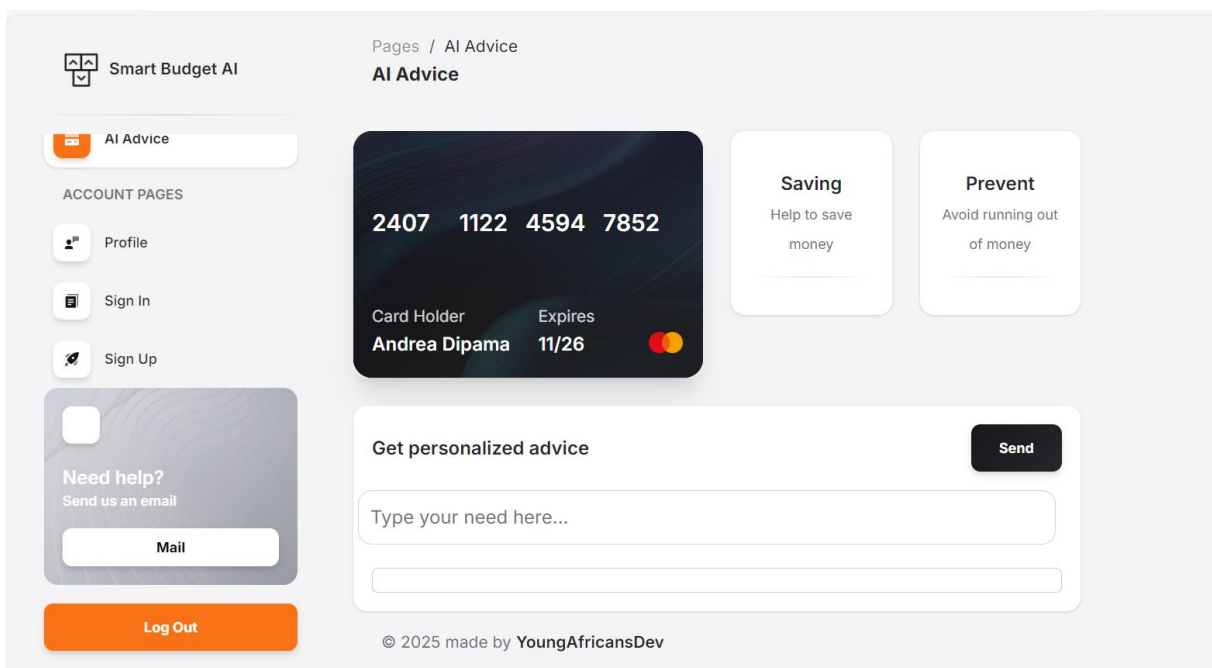 Smart Budget AI
AI Advice
ACCOUNT PAGES
Profile
Sign In
Sign Up
Need help?
Send us an email
Mail
Log Out
Pages / AI Advice
AI Advice
2407 1122 4594 7852
Card Holder Expires
Andrea Dipama 11/26
Saving
Help to save
money
Prevent
Avoid running out
of money
Get personalized advice
Send
Type your need here...
© 2025 made by YoungAfricansDev